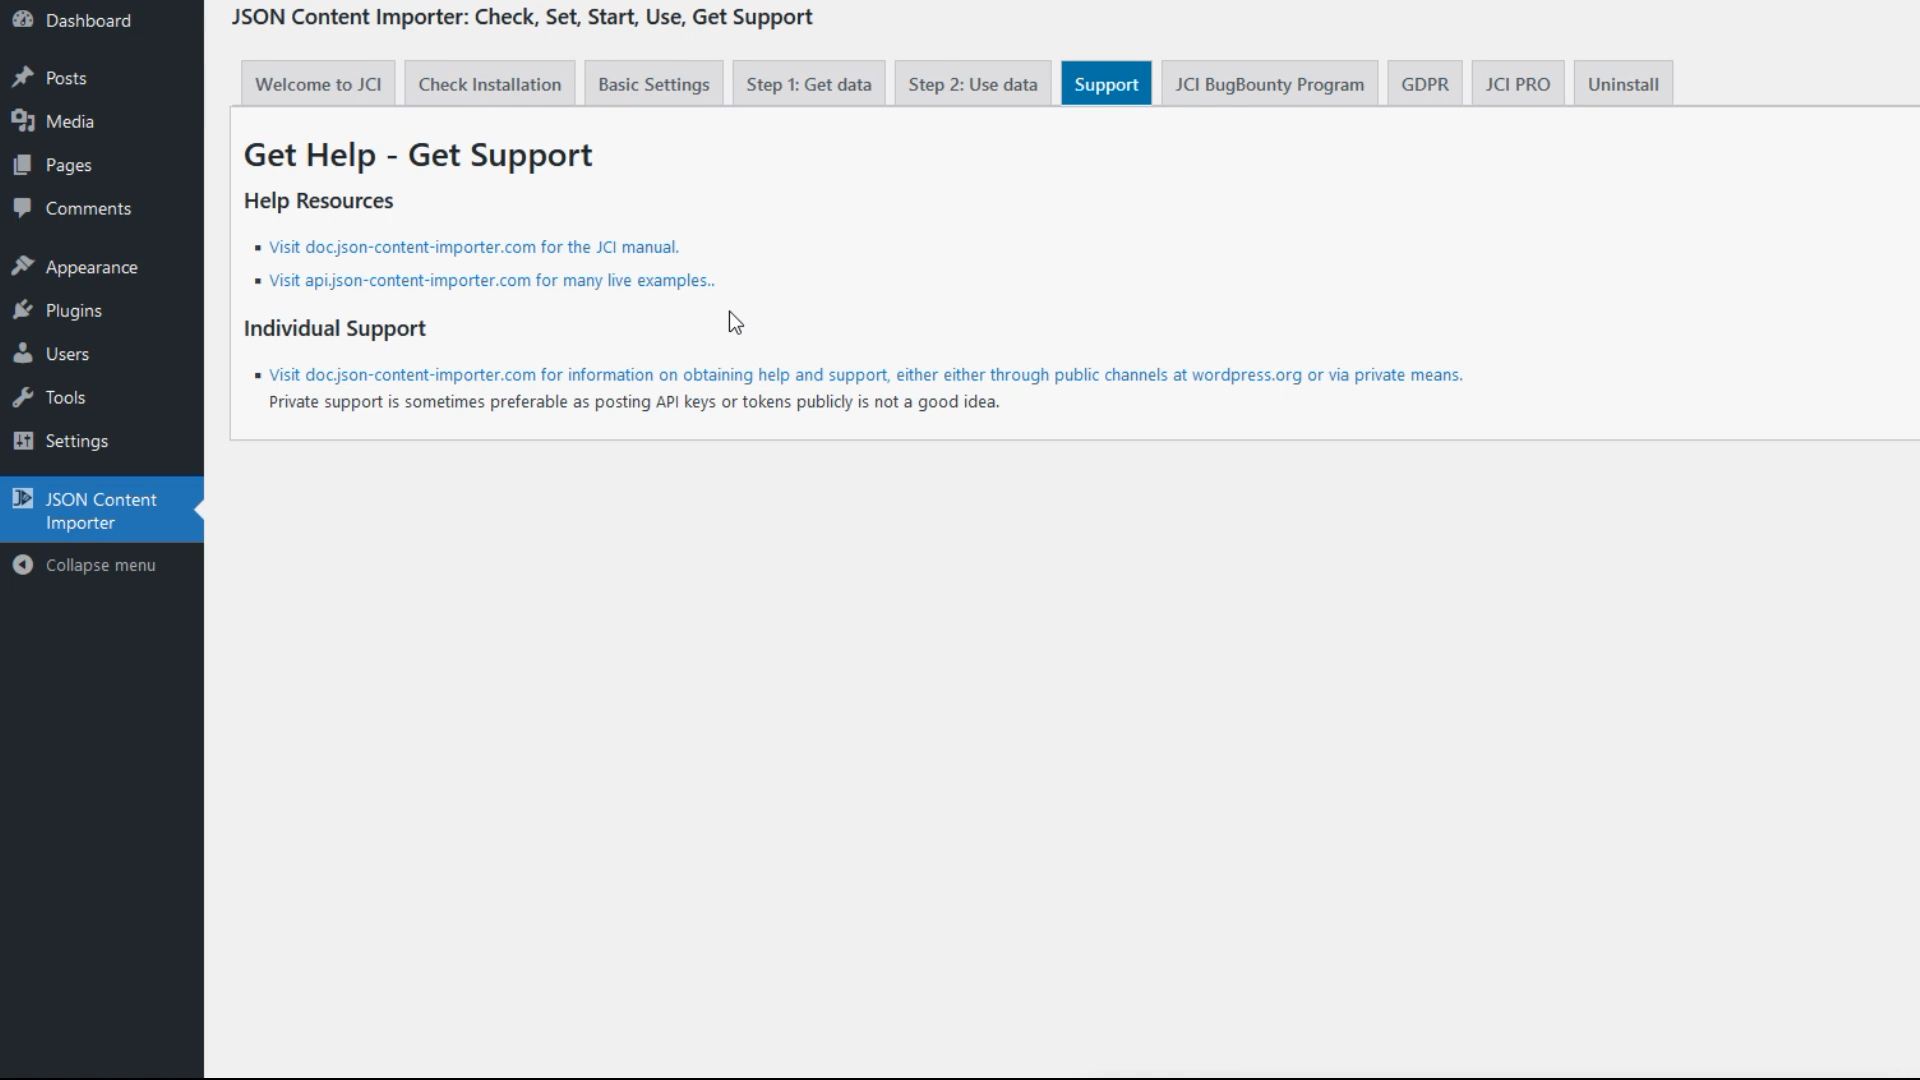 Dashboard
Posts
Media
Pages
Comments
Appearance
Plugins
Users
Tools
Settings
JSON Content
Importer
Collapse menu
JSON Content Importer: Check, Set, Start, Use, Get Support
Welcome to JCI
Check Installation
Basic Settings
Step 1: Get data
Step 2: Use data
Support
JCI BugBounty Program
GDPR
JCI PRO
Uninstall
Get Help - Get Support
Help Resources
Visit doc.json-content-importer.com for the JCI manual.
Visit api.json-content-importer.com for many live examples..
Individual Support
Visit doc.json-content-importer.com for information on obtaining help and support, either either through public channels at wordpress.org or via private means.
Private support is sometimes preferable as posting API keys or tokens publicly is not a good idea.